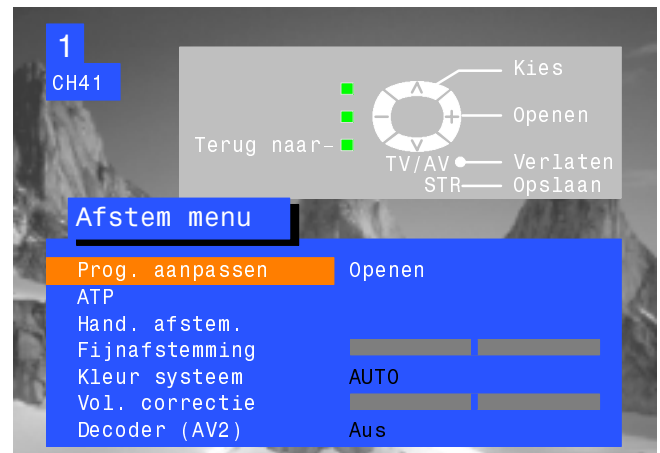 1
CH41
Kies
Openen
Terug naar
TV/AV Verlaten
STR Opslaan
Afstem menu
Prog. aanpassen Openen
ATP
Hand. afstem.
Fijnafstemming
Kleur systeem AUTO
Vol. correctie
Decoder (AV2) Aus